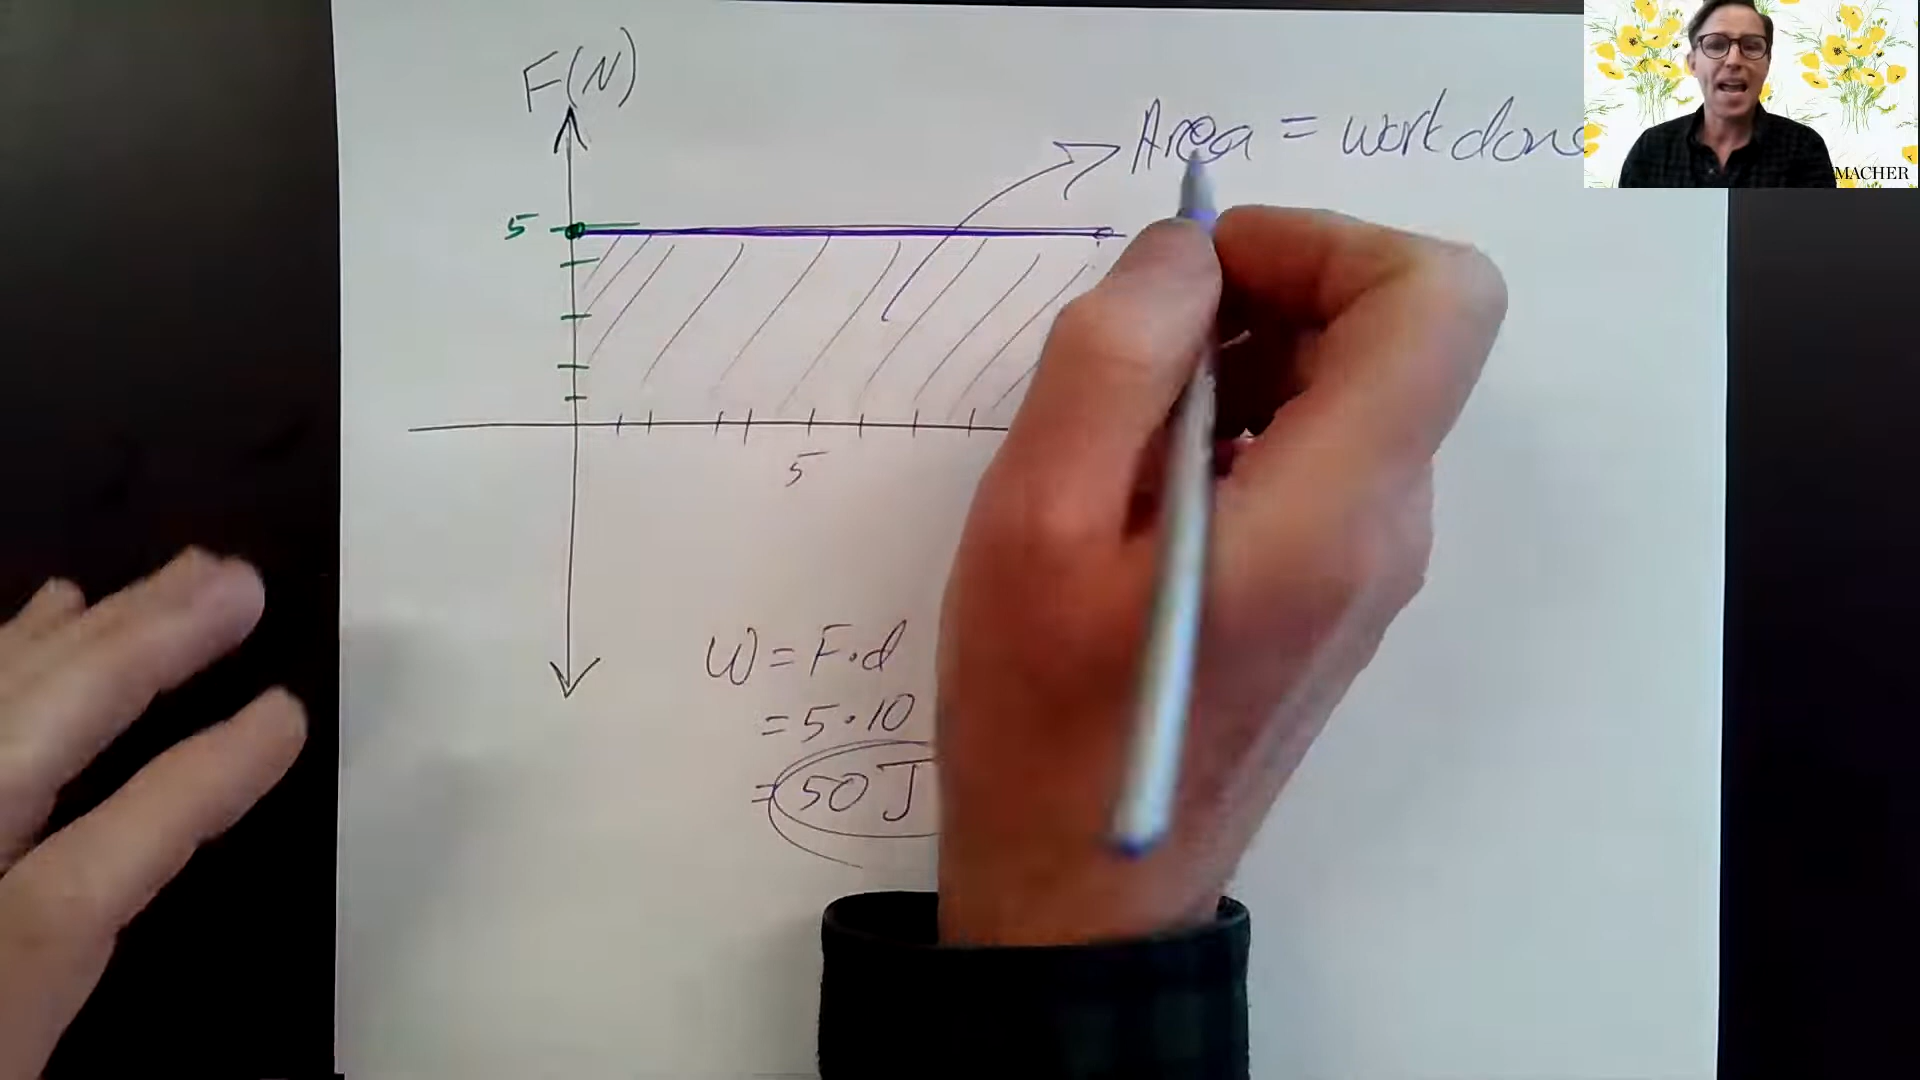 F(N)
Area = work done
5
5
W = F·d
= 5·10
= 50 J
MACHER